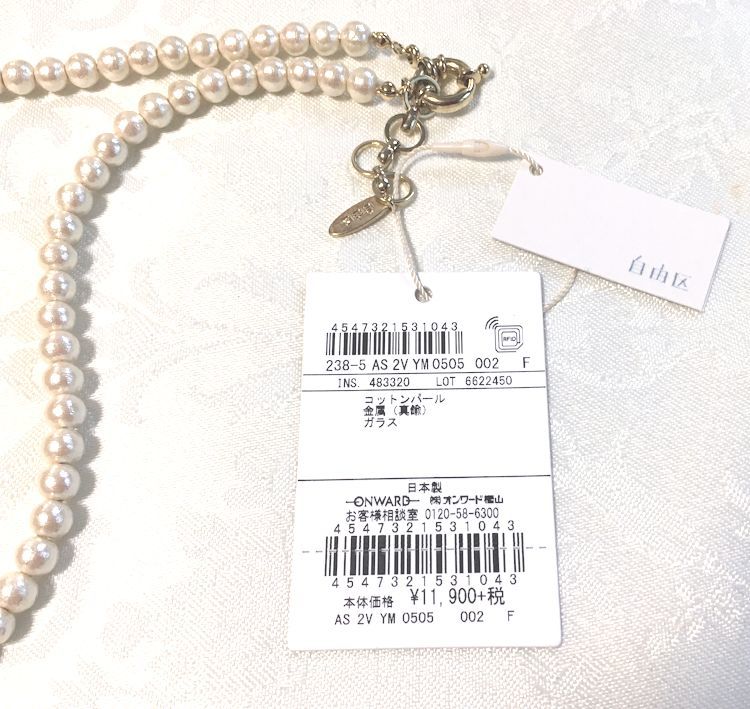 自由区
4547321531043
RFID
238-5 AS 2V YM 0505 002 F
INS. 483320 LOT 6622450
コットンパール
金属（真鍮）
ガラス
日本製
ONWARD ㈱オンワード樫山
お客様相談室 0120-58-6300
4547321531043
4547321531043
本体価格 ¥11,900+税
AS 2V YM 0505 002 F